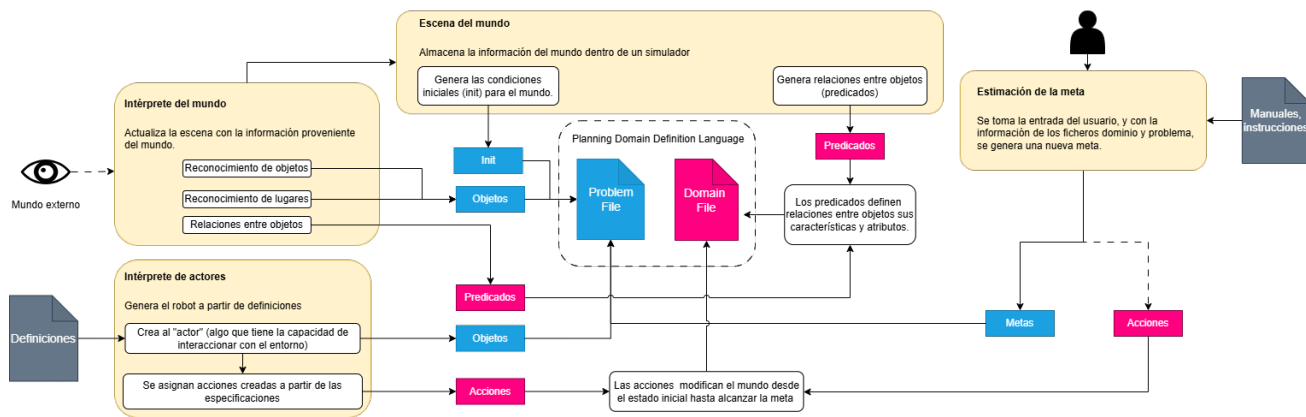 Escena del mundo
Almacena la información del mundo dentro de un simulador
Genera las condiciones
iniciales (init) para el mundo.
Genera relaciones entre objetos
(predicados)
Intérprete del mundo
Actualiza la escena con la información proveniente
del mundo.
Reconocimiento de objetos
Reconocimiento de lugares
Relaciones entre objetos
Mundo externo
Init
Objetos
Planning Domain Definition Language
Problem
File
Domain
File
Predicados
Los predicados definen
relaciones entre objetos sus
características y atributos.
Estimación de la meta
Se toma la entrada del usuario, y con la
información de los ficheros dominio y problema,
se genera una nueva meta.
Manuales,
instrucciones
Intérprete de actores
Genera el robot a partir de definiciones
Crea al "actor" (algo que tiene la capacidad de
interaccionar con el entorno)
Se asignan acciones creadas a partir de las
especificaciones
Definiciones
Predicados
Objetos
Acciones
Las acciones modifican el mundo desde
el estado inicial hasta alcanzar la meta
Metas
Acciones